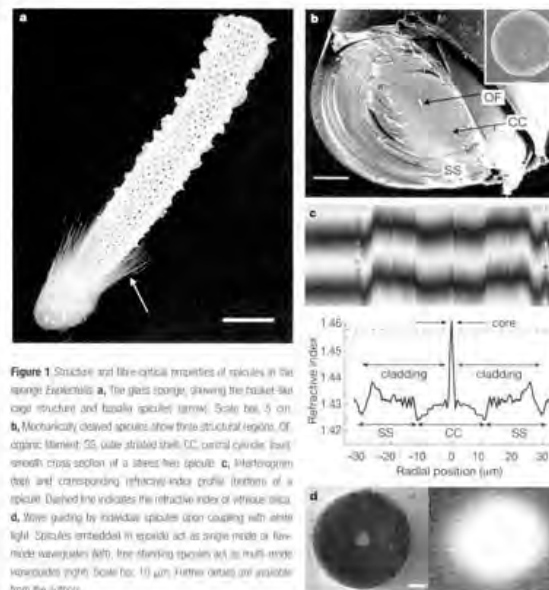 a
b
OF
CC
SS
c
1.46
core
1.45
cladding
cladding
1.44
1.43
1.42
Refractive index
SS
CC
SS
-30
-20
-10
0
10
20
30
Radial position (μm)
d
Figure 1 Structure and fibre-optical properties of spicules in the
sponge Euplectella. a, The glass sponge, showing the basket-like
cage structure and basalia spicules (arrow). Scale bar, 5 cm.
b, Mechanically cleaved spicules show three structural regions. OF,
organic filament; SS, outer striated shell; CC, central cylinder.
smooth cross-section of a stress-free spicule. c, Interferogram
(top) and corresponding refractive-index profile (bottom) of a
spicule. Dashed line indicates the refractive index of vitreous silica.
d, Wave guiding by individual spicules upon coupling with white
light. Spicules embedded in epoxide act as single-mode or few-
mode waveguides (left), free-standing spicules act as multi-mode
waveguides (right). Scale bar, 10 μm. Further details are available
from the authors.